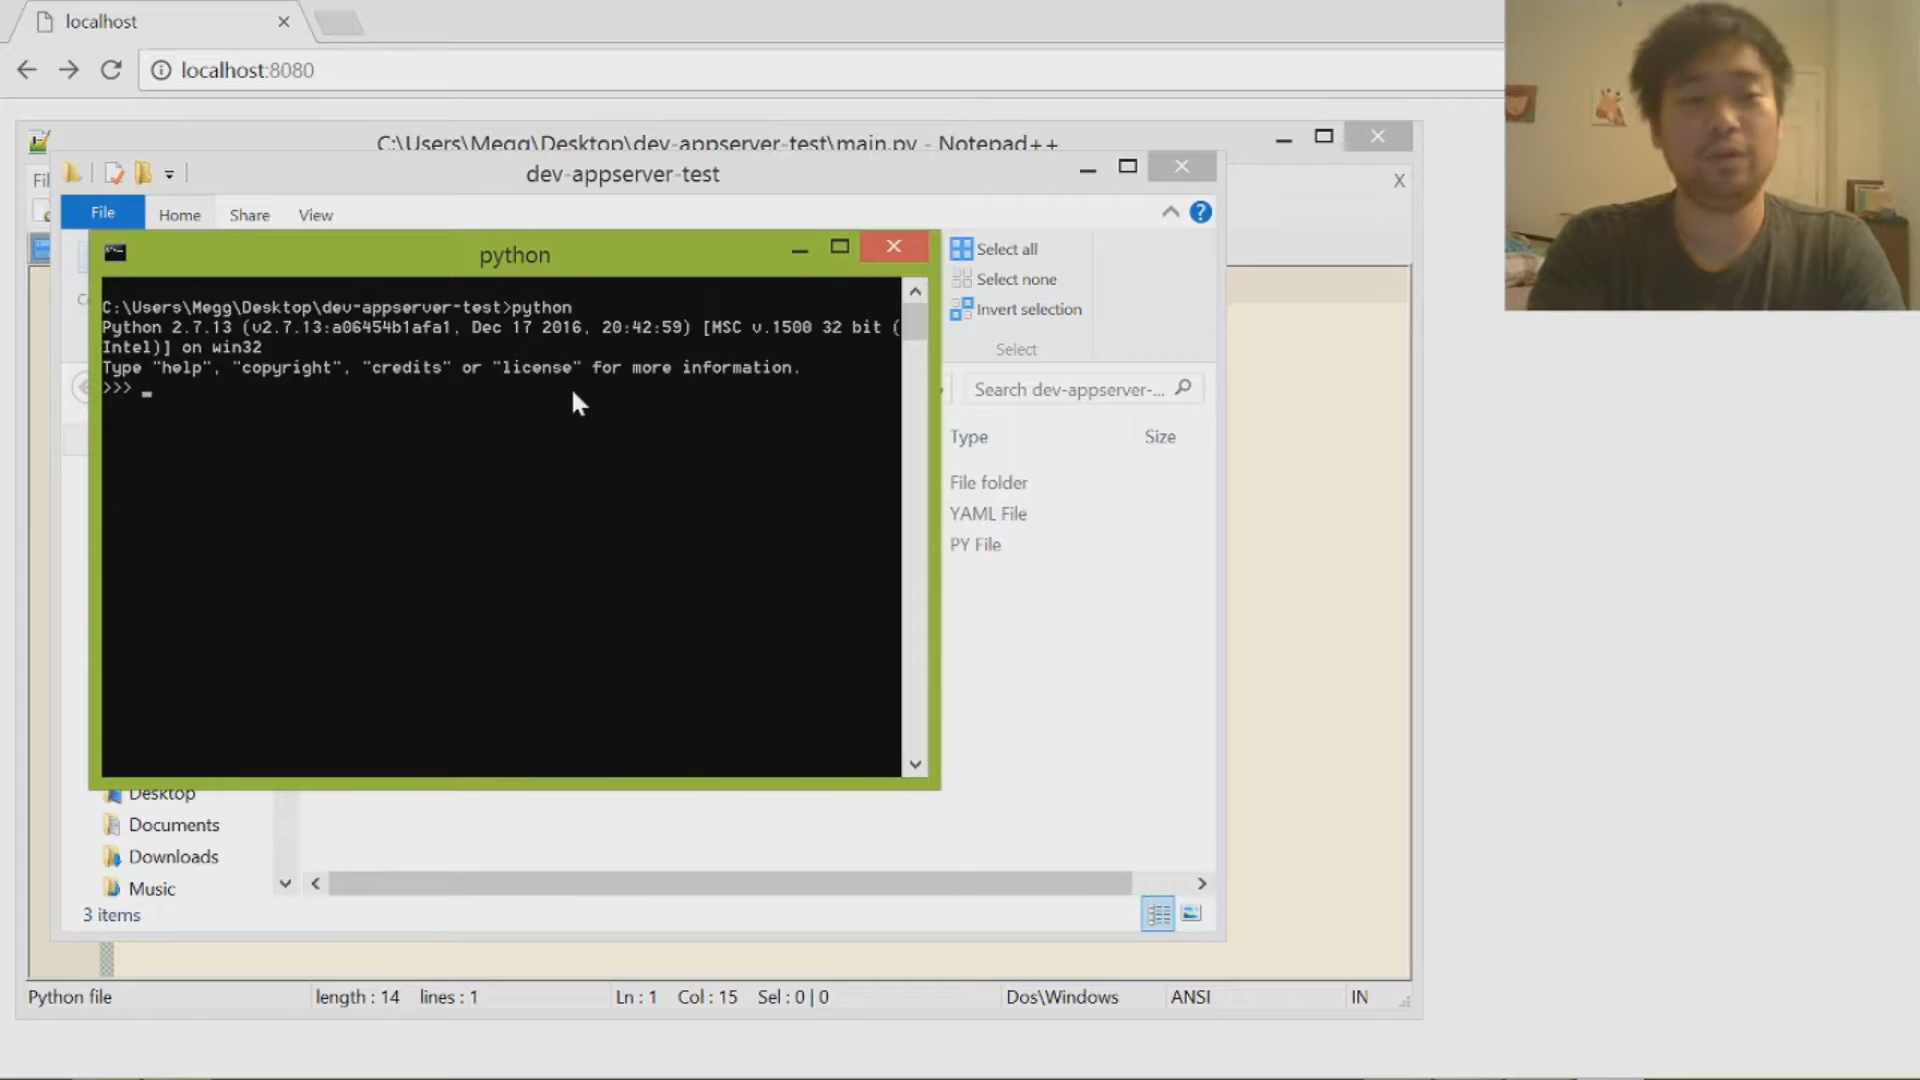 localhost
localhost:8080
C:\Users\Megg\Desktop\dev-appserver-test\main.py - Notepad++
dev-appserver-test
File
Home
Share
View
python
Select all
Select none
Invert selection
Select
C:\Users\Megg\Desktop\dev-appserver-test>python
Python 2.7.13 (v2.7.13:a06454b1afa1, Dec 17 2016, 20:42:59) [MSC v.1500 32 bit (
Intel)] on win32
Type "help", "copyright", "credits" or "license" for more information.
>>> _
Search dev-appserver-...
Type
Size
File folder
YAML File
PY File
Desktop
Documents
Downloads
Music
3 items
Python file
length : 14 lines : 1
Ln : 1 Col : 15 Sel : 0 | 0
Dos\Windows
ANSI
IN